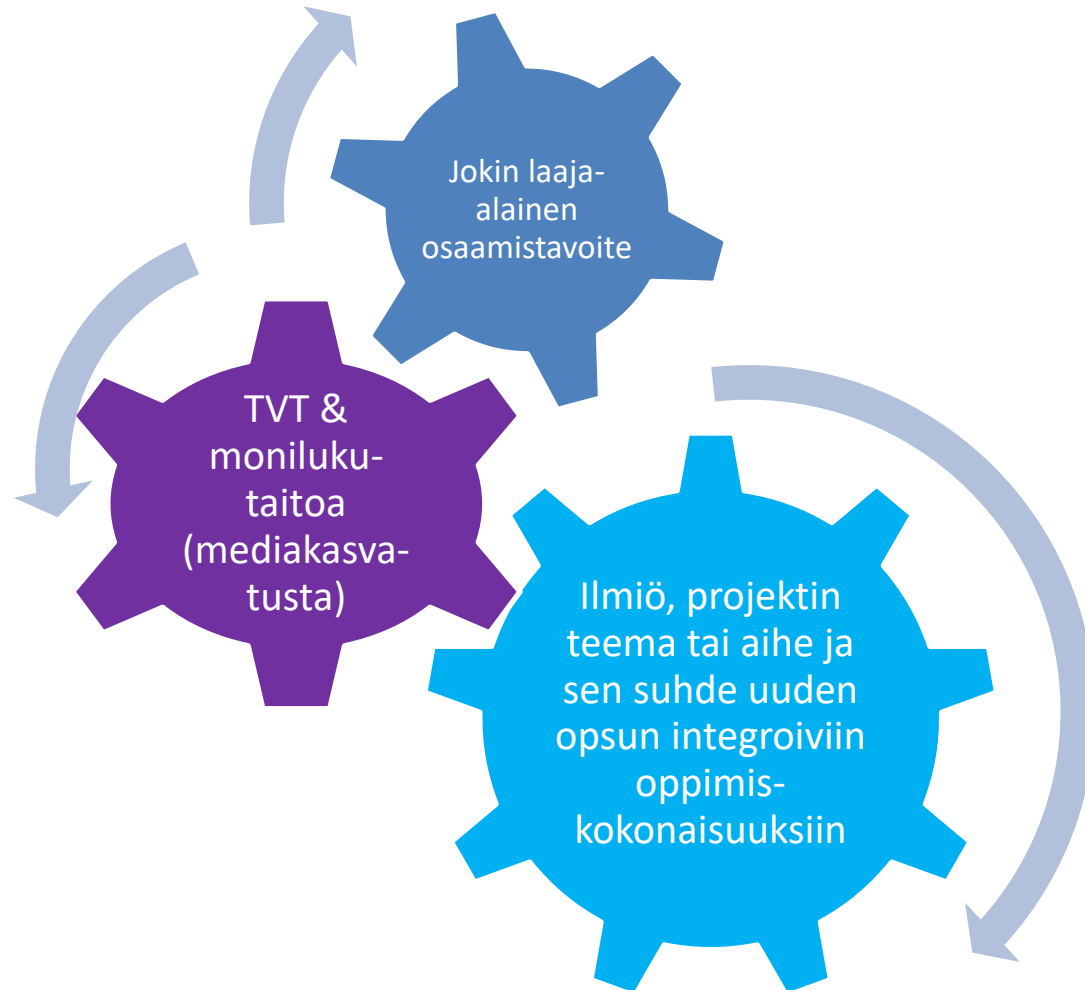 Jokin laaja-
alainen
osaamistavoite
TVT &
moniluku-
taitoa
(mediakasva-
tusta)
Ilmiö, projektin
teema tai aihe ja
sen suhde uuden
opsun integroiviin
oppimis-
kokonaisuuksiin